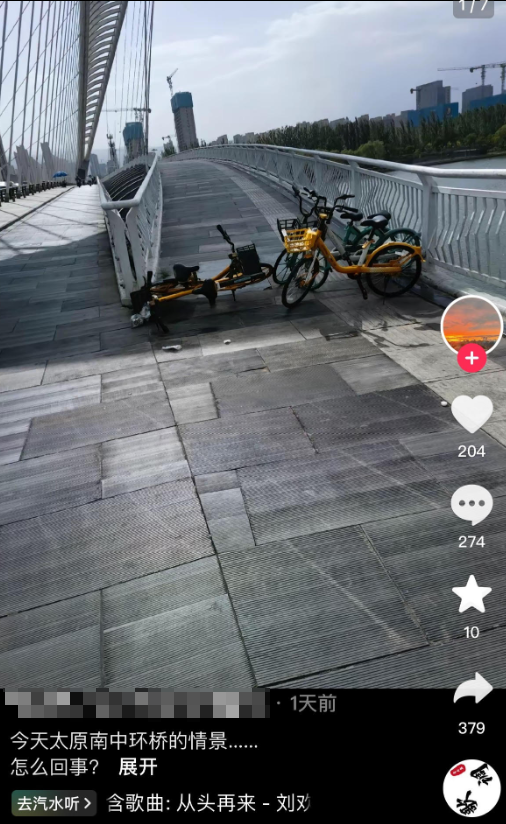 1/7
204
274
10
379
· 1天前
今天太原南中环桥的情景......
怎么回事？ 展开
去汽水听 >
含歌曲: 从头再来 - 刘欢